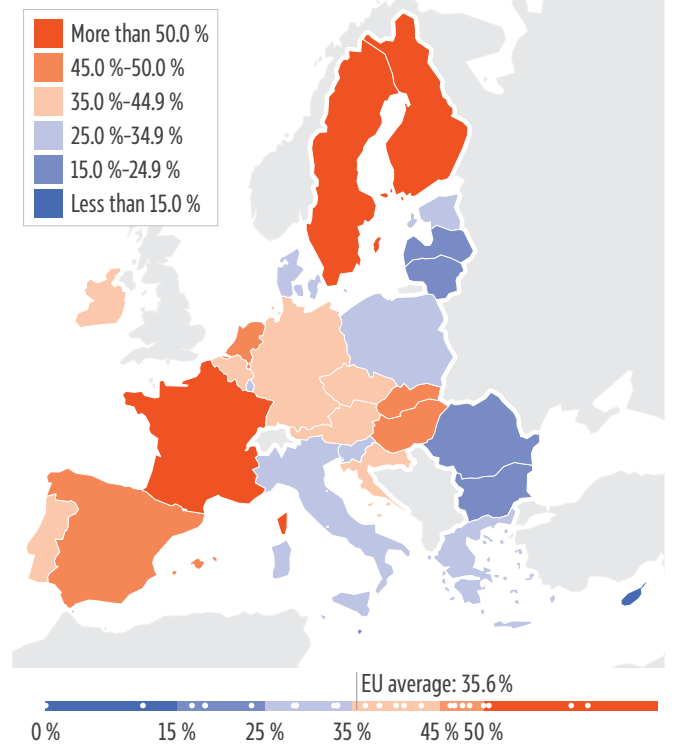 More than 50.0 %
45.0 %–50.0 %
35.0 %–44.9 %
25.0 %–34.9 %
15.0 %–24.9 %
Less than 15.0 %
EU average: 35.6 %
0 % 15 % 25 % 35 % 45 % 50 %